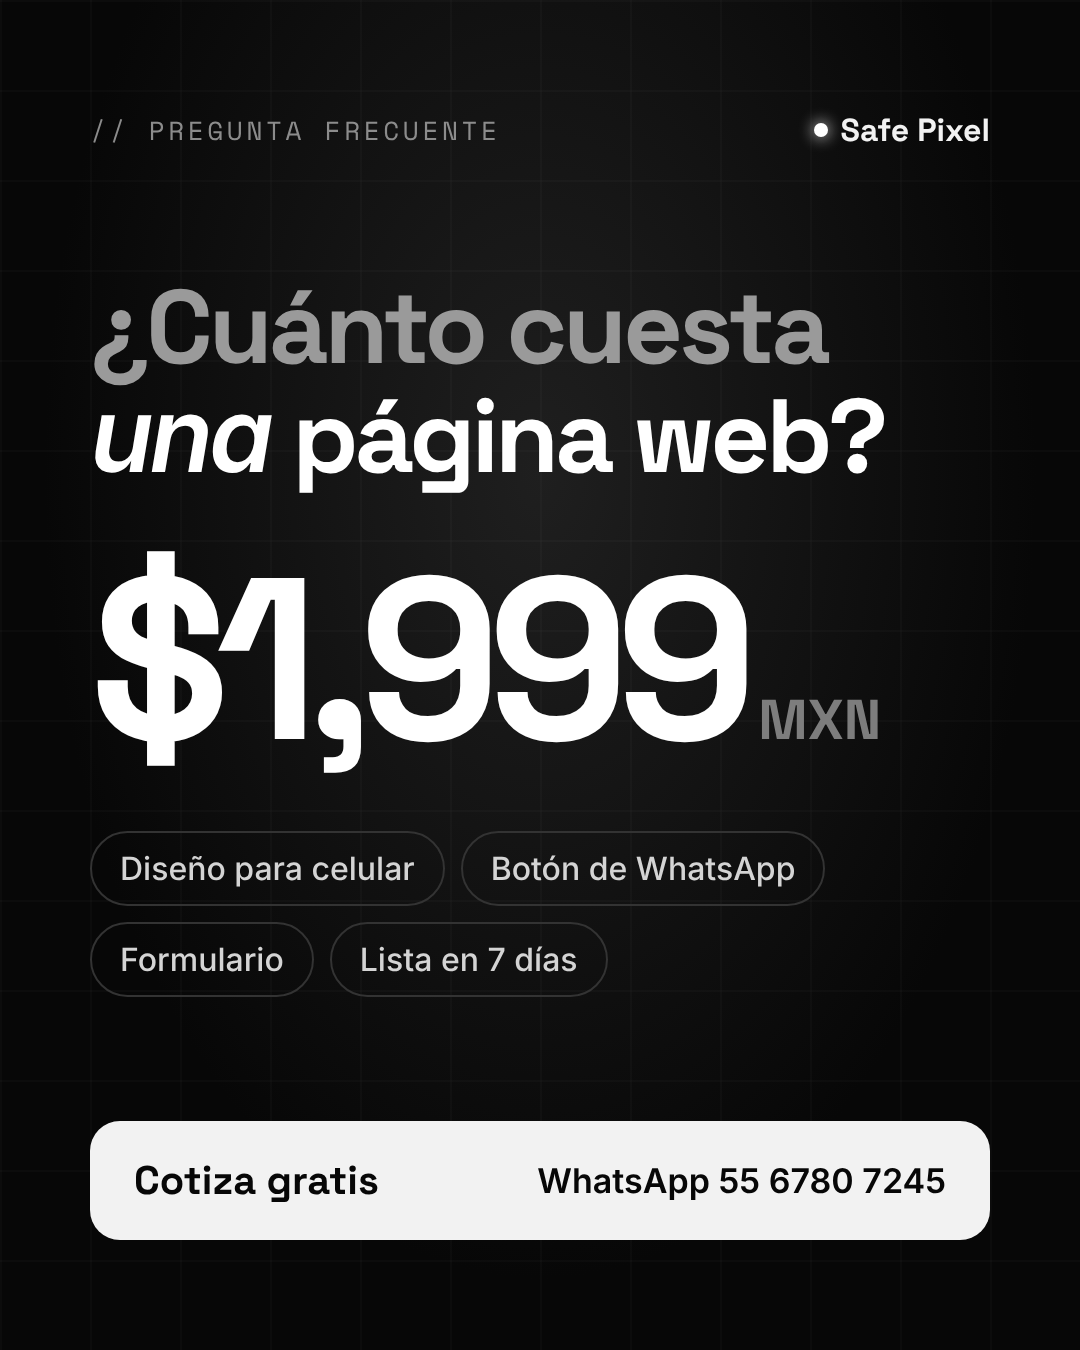 // PREGUNTA FRECUENTE
Safe Pixel
¿Cuánto cuesta
una página web?
$1,999 MXN
Diseño para celular
Botón de WhatsApp
Formulario
Lista en 7 días
Cotiza gratis
WhatsApp 55 6780 7245